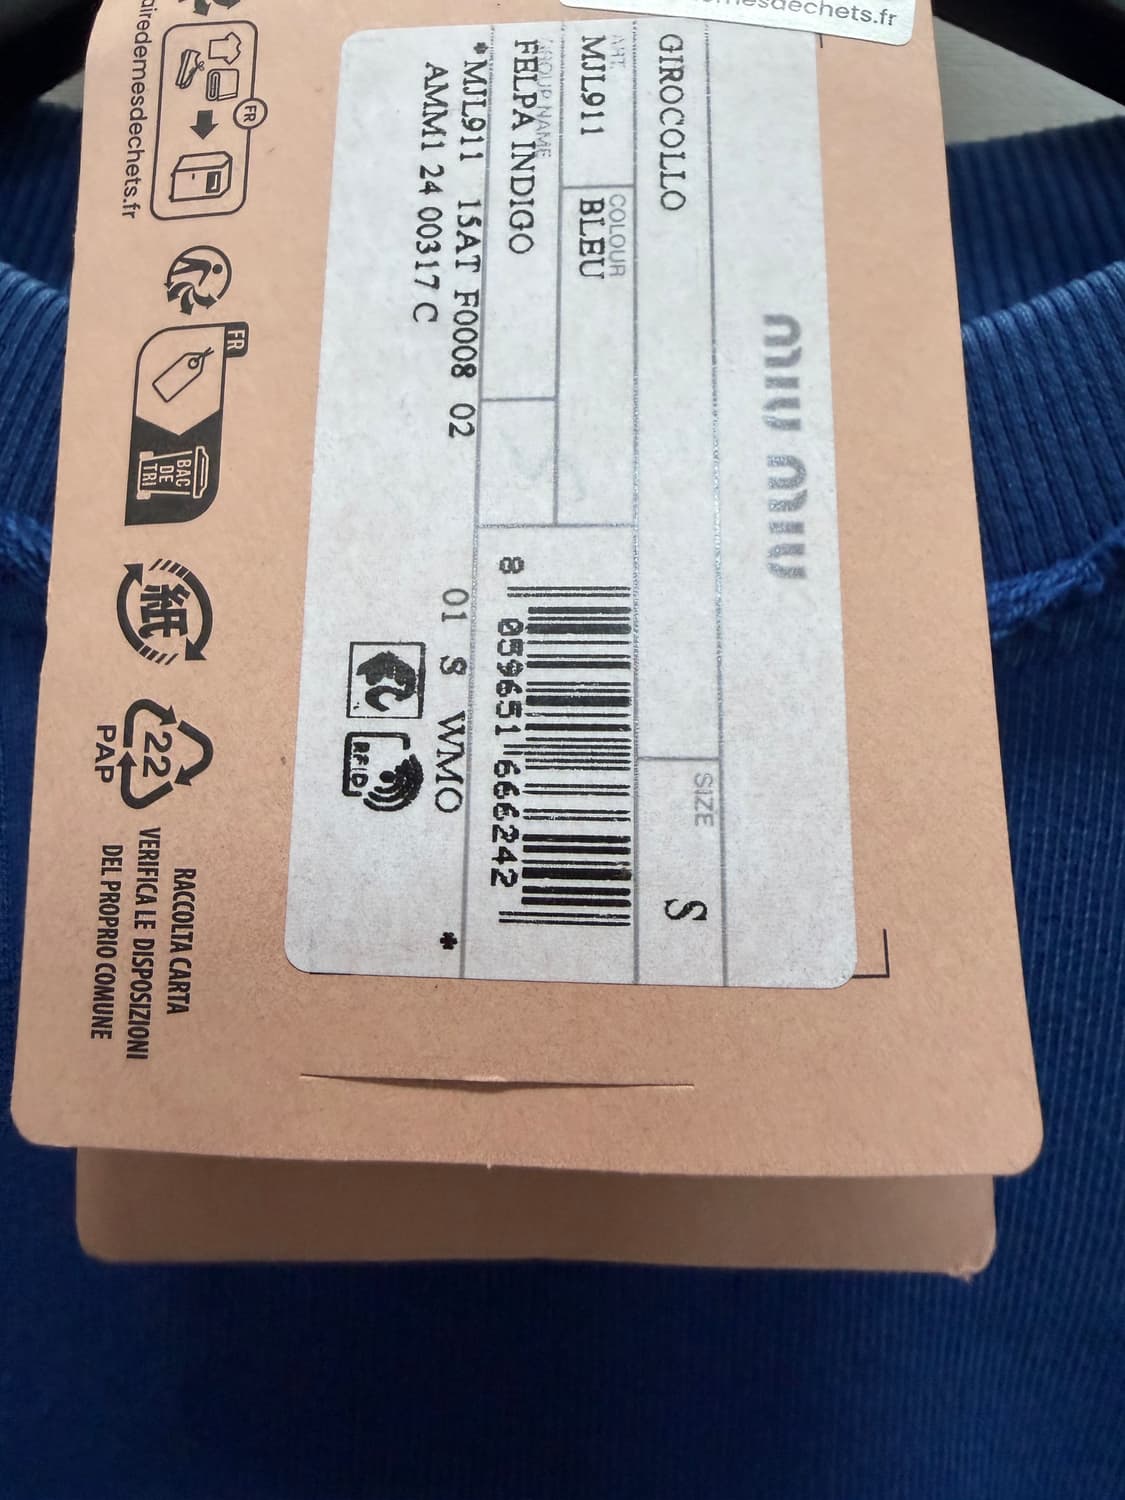 miu miu
GIROCOLLO
SIZE
S
ART.
MJL911
COLOUR
BLEU
GROUP NAME
FELPA INDIGO
8 059651 666242
*MJL911 15AT F0008 02 01 S WMO *
AMM1 24 00317 C
RFID
FR
FR
BAC
DE
TRI
紙
22
PAP
RACCOLTA CARTA
VERIFICA LE DISPOSIZIONI
DEL PROPRIO COMUNE
airedemesdechets.fr
mesdechets.fr